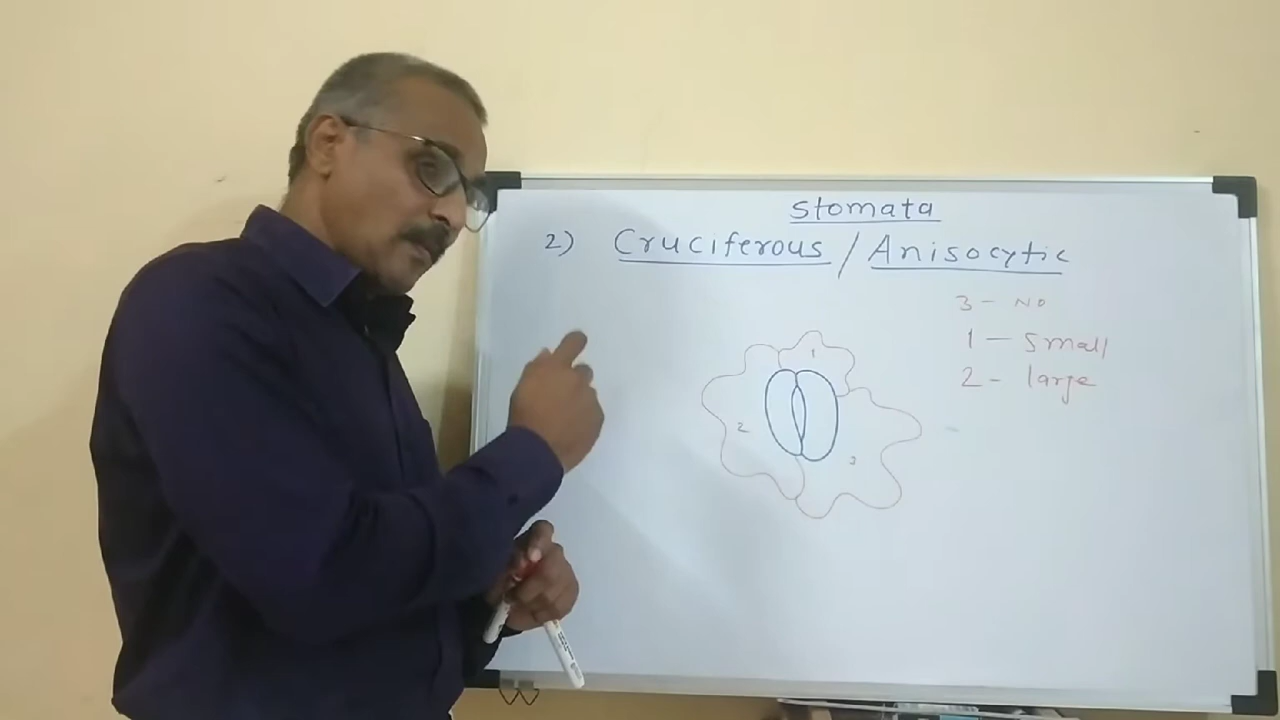 Stomata
2) Cruciferous / Anisocytic
3 - NO
1 - Small
2 - large
1
2
3